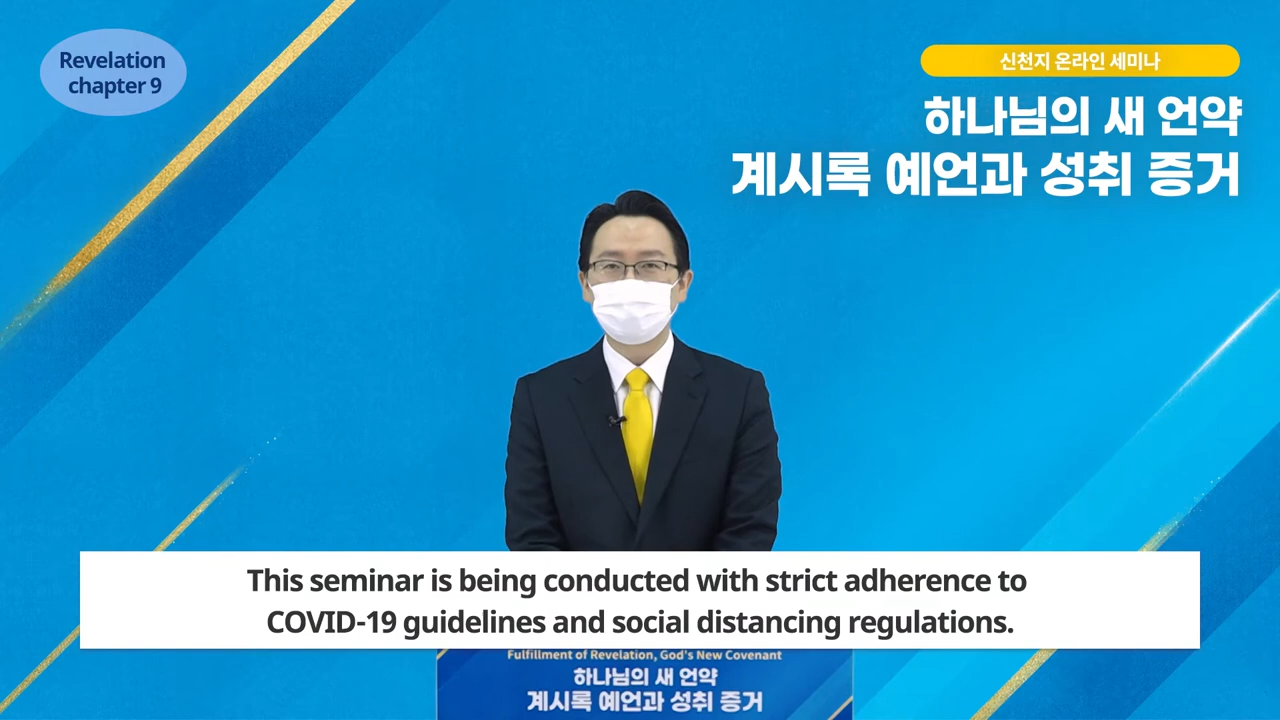 Revelation
chapter 9
신천지 온라인 세미나
하나님의 새 언약
계시록 예언과 성취 증거
This seminar is being conducted with strict adherence to
COVID-19 guidelines and social distancing regulations.
Fulfillment of Revelation, God's New Covenant
하나님의 새 언약
계시록 예언과 성취 증거